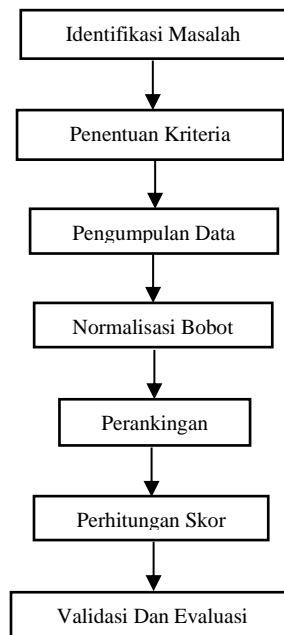 Identifikasi Masalah
Penentuan Kriteria
Pengumpulan Data
Normalisasi Bobot
Perankingan
Perhitungan Skor
Validasi Dan Evaluasi